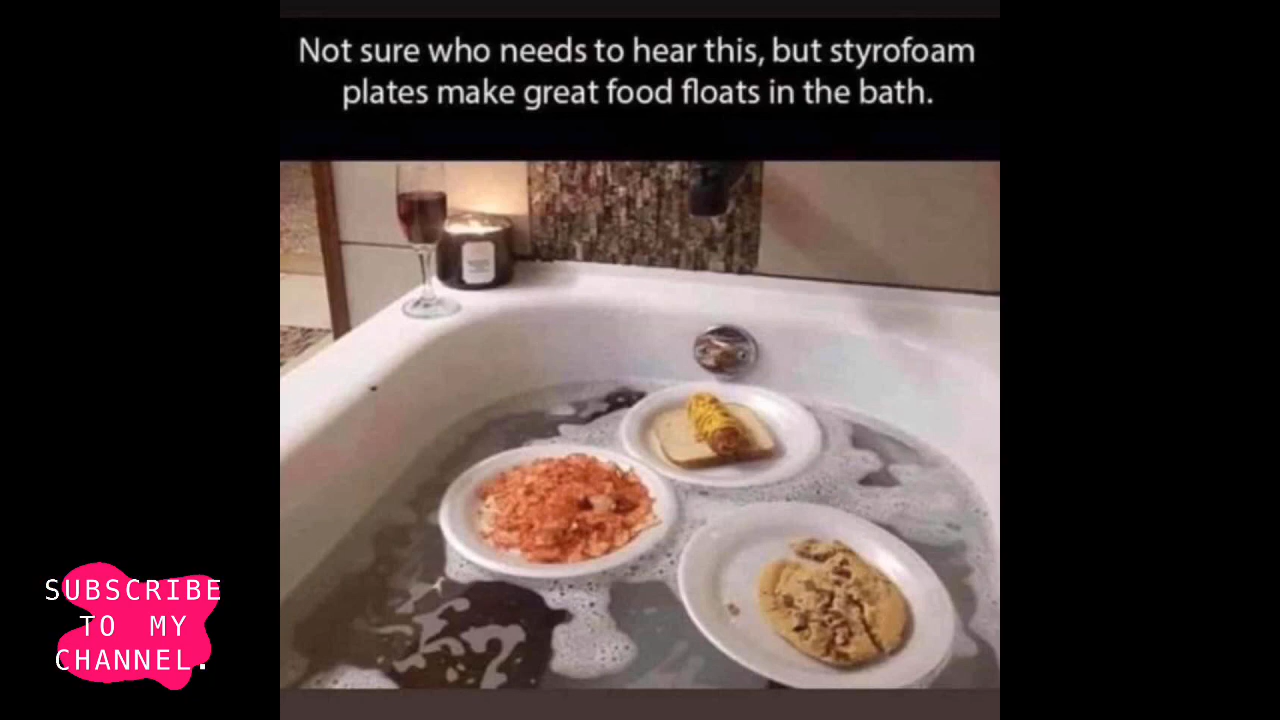 Not sure who needs to hear this, but styrofoam
plates make great food floats in the bath.
SUBSCRIBE
TO MY
CHANNEL.